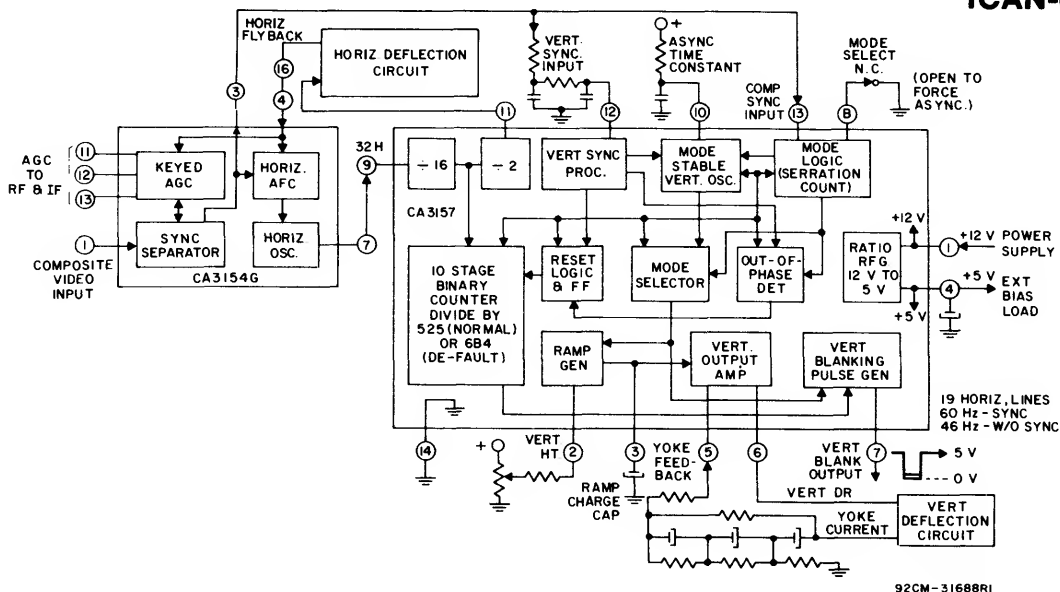 ICAN-
HORIZ
FLYBACK
HORIZ. DEFLECTION
CIRCUIT
VERT.
SYNC.
INPUT
+
ASYNC
TIME
CONSTANT
MODE
SELECT
N.C.
(OPEN TO
FORCE
ASYNC.)
COMP
SYNC
INPUT
3
16
4
11
12
10
13
8
AGC
TO
RF & IF
11
12
13
KEYED
AGC
HORIZ.
AFC
SYNC
SEPARATOR
HORIZ
OSC.
1
COMPOSITE
VIDEO
INPUT
CA3154G
7
32 H
9
÷16
÷2
CA3157
VERT SYNC
PROC.
MODE
STABLE
VERT. OSC.
MODE
LOGIC
(SERRATION
COUNT)
10 STAGE
BINARY
COUNTER
DIVIDE BY
525 (NORMAL)
OR 684
(DE-FAULT)
RESET
LOGIC
& FF
MODE
SELECTOR
OUT-OF-
PHASE
DET
RATIO
RFG
12 V TO
5 V
+12V
1
+12 V POWER
SUPPLY
+5V
4
+5 V
EXT
BIAS
LOAD
RAMP
GEN
VERT.
OUTPUT
AMP
VERT
BLANKING
PULSE GEN
19 HORIZ, LINES
60 Hz - SYNC
46 Hz - W/O SYNC
14
+
VERT
HT
2
3
RAMP
CHARGE
CAP
YOKE
FEED-
BACK
5
6
VERT DR
VERT
BLANK
OUTPUT
7
5 V
0 V
YOKE
CURRENT
VERT
DEFLECTION
CIRCUIT
92CM-31688R1